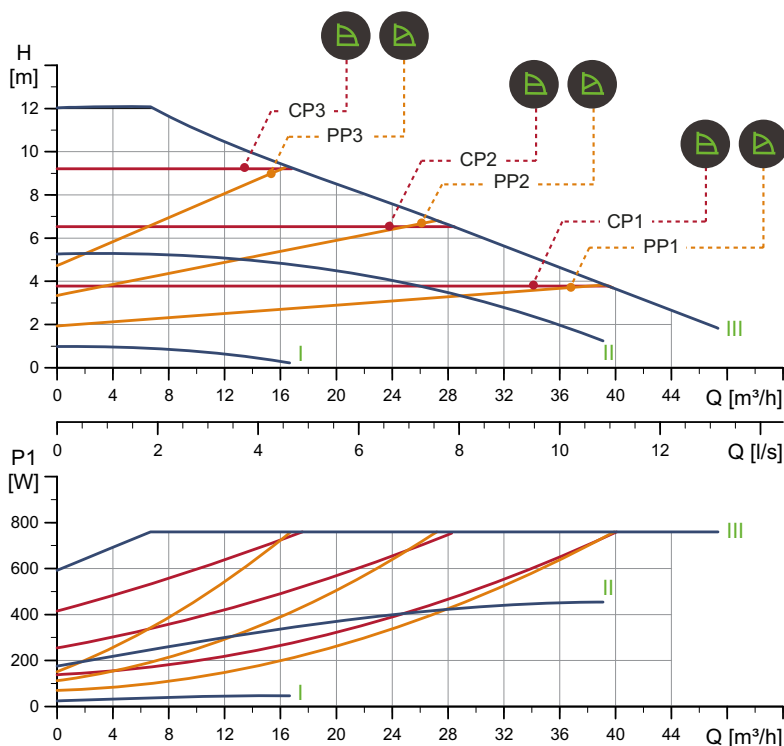 H
[m]
12
10
8
6
4
2
0
CP3
PP3
CP2
PP2
CP1
PP1
I
II
III
0 4 8 12 16 20 24 28 32 36 40 44
Q [m³/h]
0 2 4 6 8 10 12
Q [l/s]
P1
[W]
800
600
400
200
0
III
II
I
0 4 8 12 16 20 24 28 32 36 40 44
Q [m³/h]